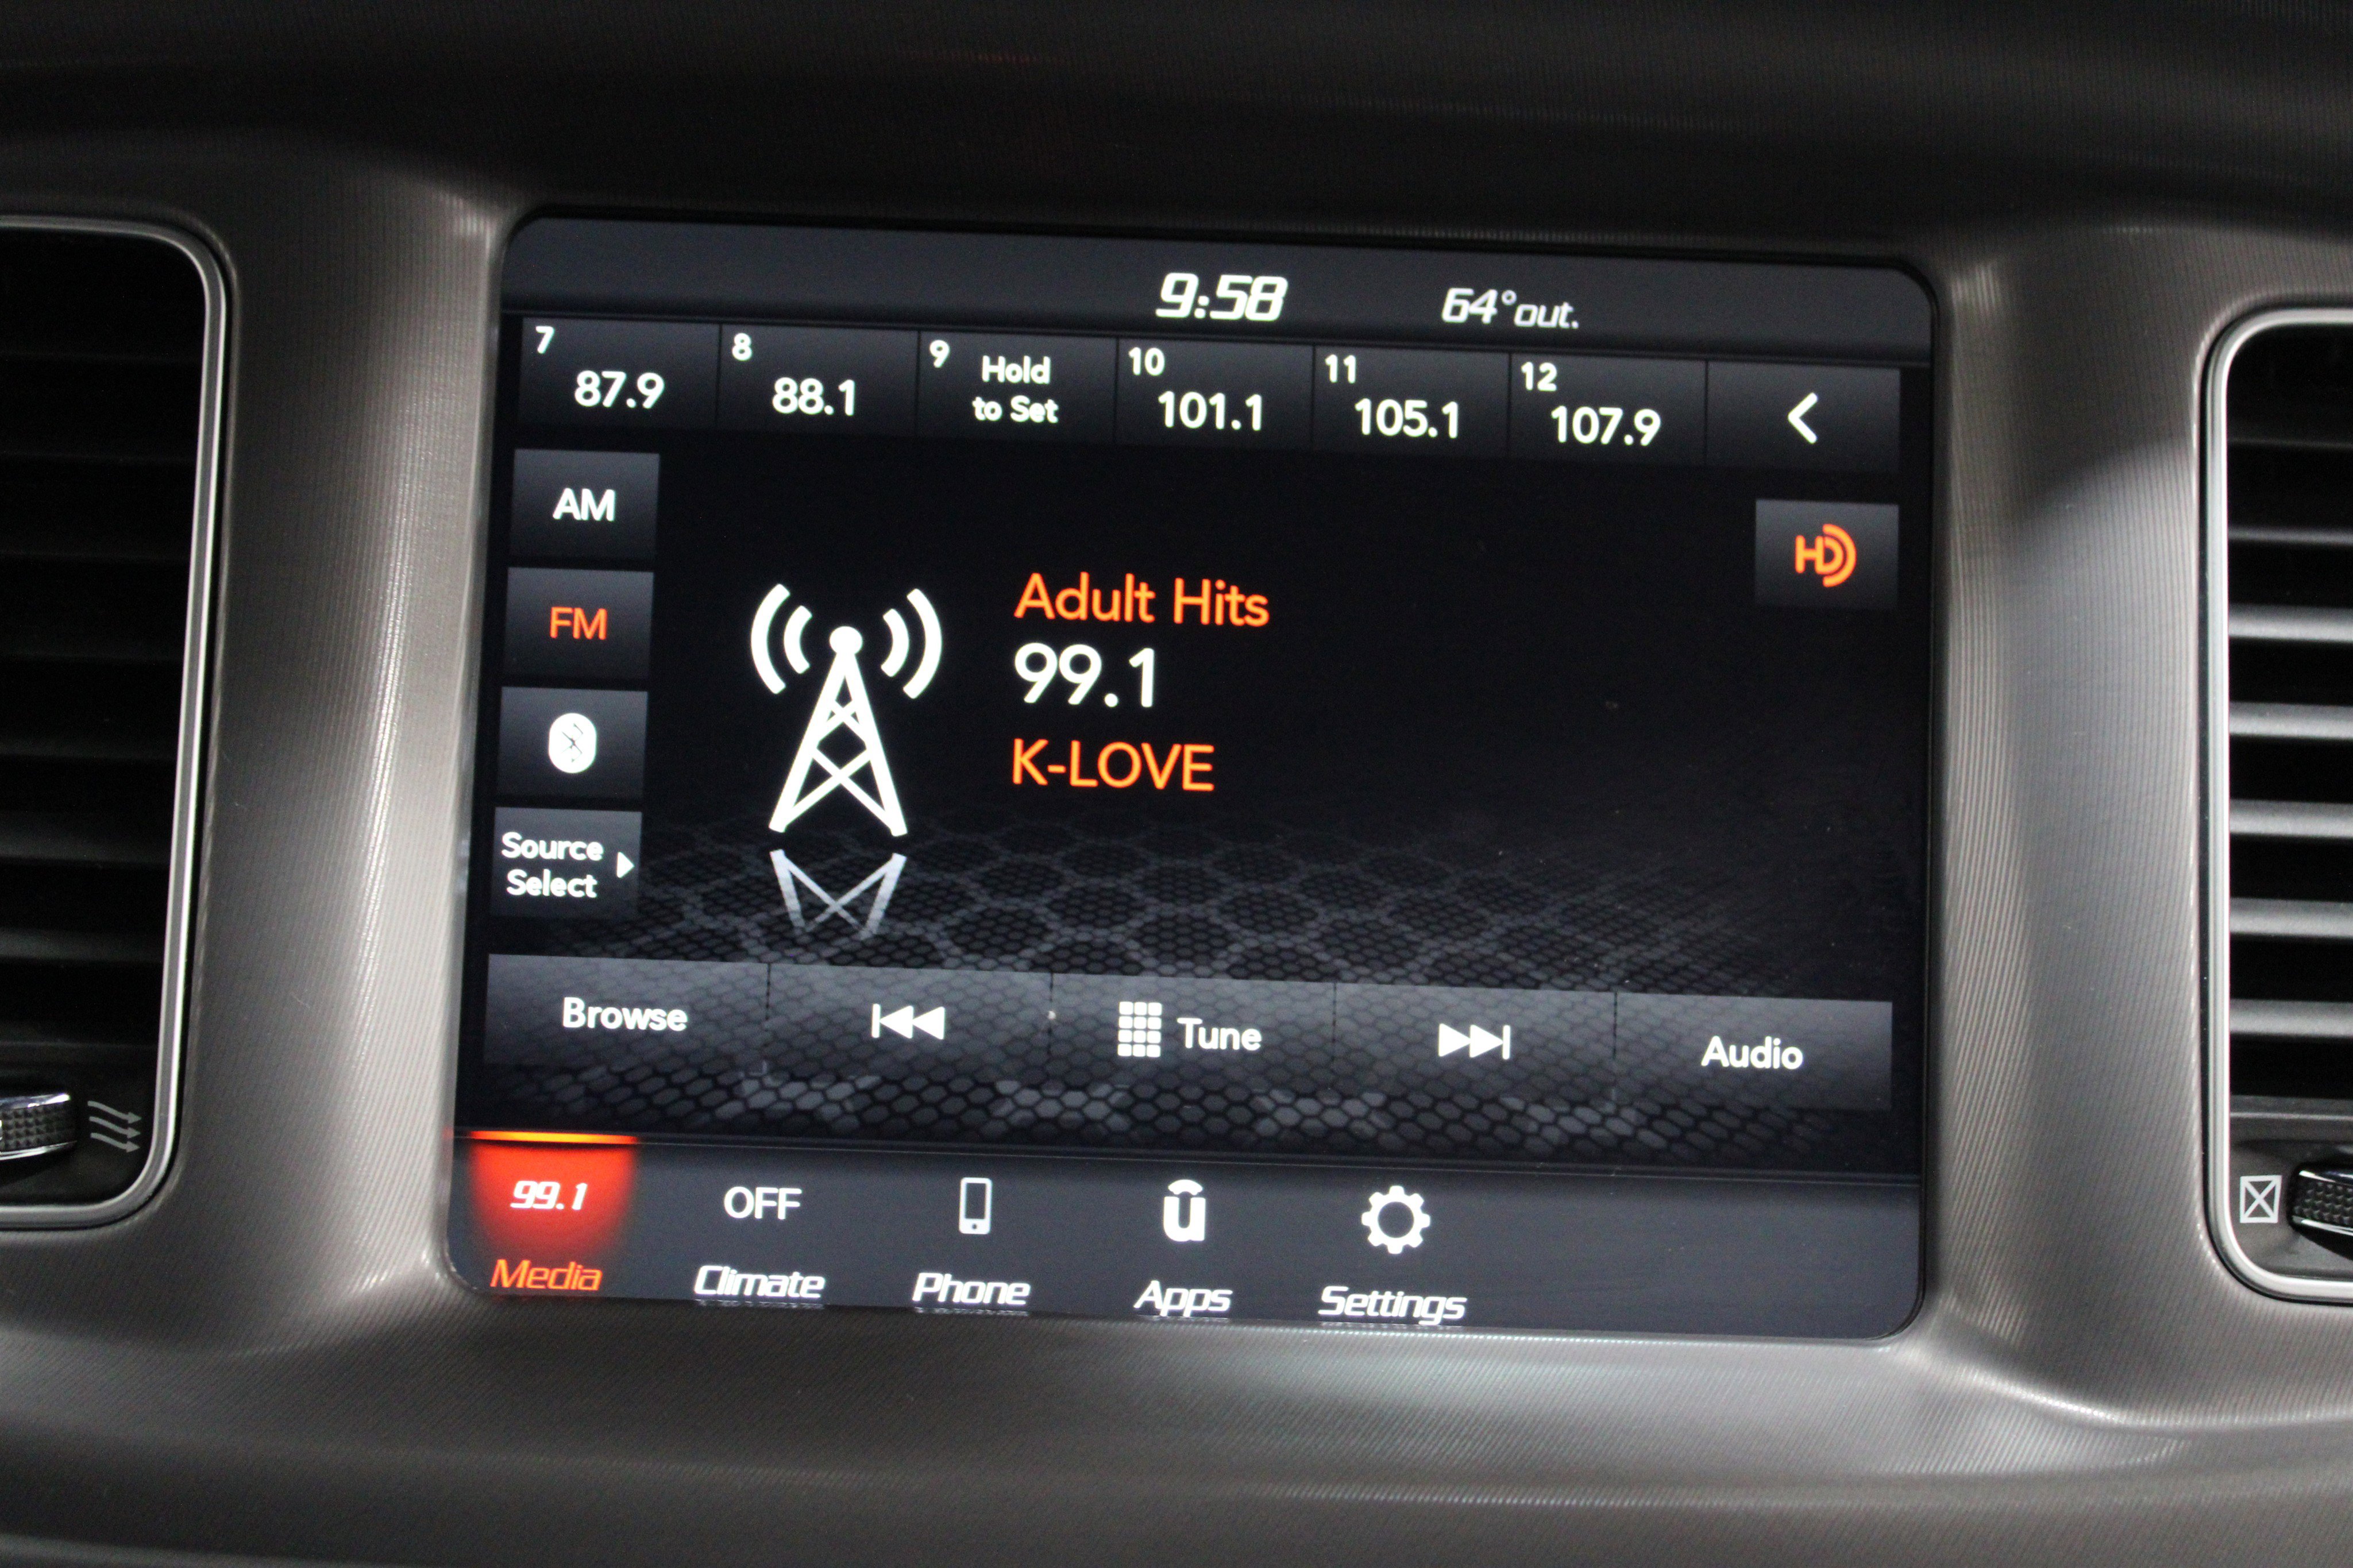 9:58 64° out.
7 8 9 Hold 10 11 12
87.9 88.1 to Set 101.1 105.1 107.9
AM
HD
Adult Hits
FM
99.1
K-LOVE
Source
Select
Browse Tune Audio
99.1 OFF u
Media Climate Phone Apps Settings